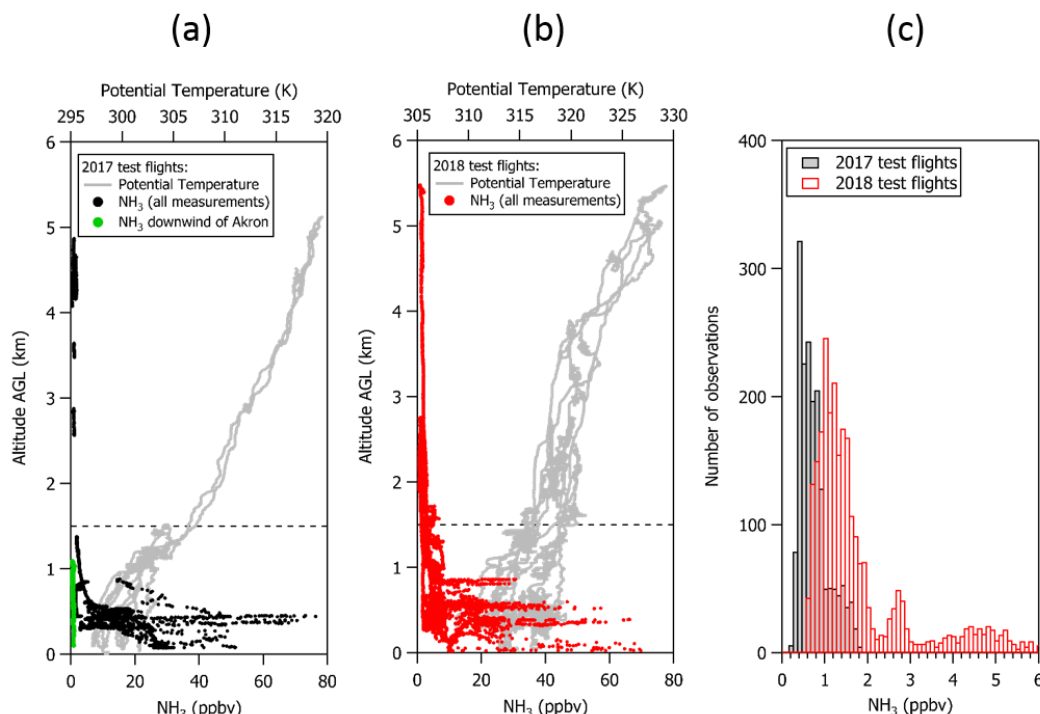 (a)
(b)
(c)
Potential Temperature (K)
295 300 305 310 315 320
6
5
4
3
2
1
0
Altitude AGL (km)
2017 test flights:
Potential Temperature
NH3 (all measurements)
NH3 downwind of Akron
0 20 40 60 80
NH3 (ppbv)
Potential Temperature (K)
305 310 315 320 325 330
6
5
4
3
2
1
0
Altitude AGL (km)
2018 test flights:
Potential Temperature
NH3 (all measurements)
0 20 40 60 80
NH3 (ppbv)
400
300
200
100
0
Number of observations
2017 test flights
2018 test flights
0 1 2 3 4 5 6
NH3 (ppbv)